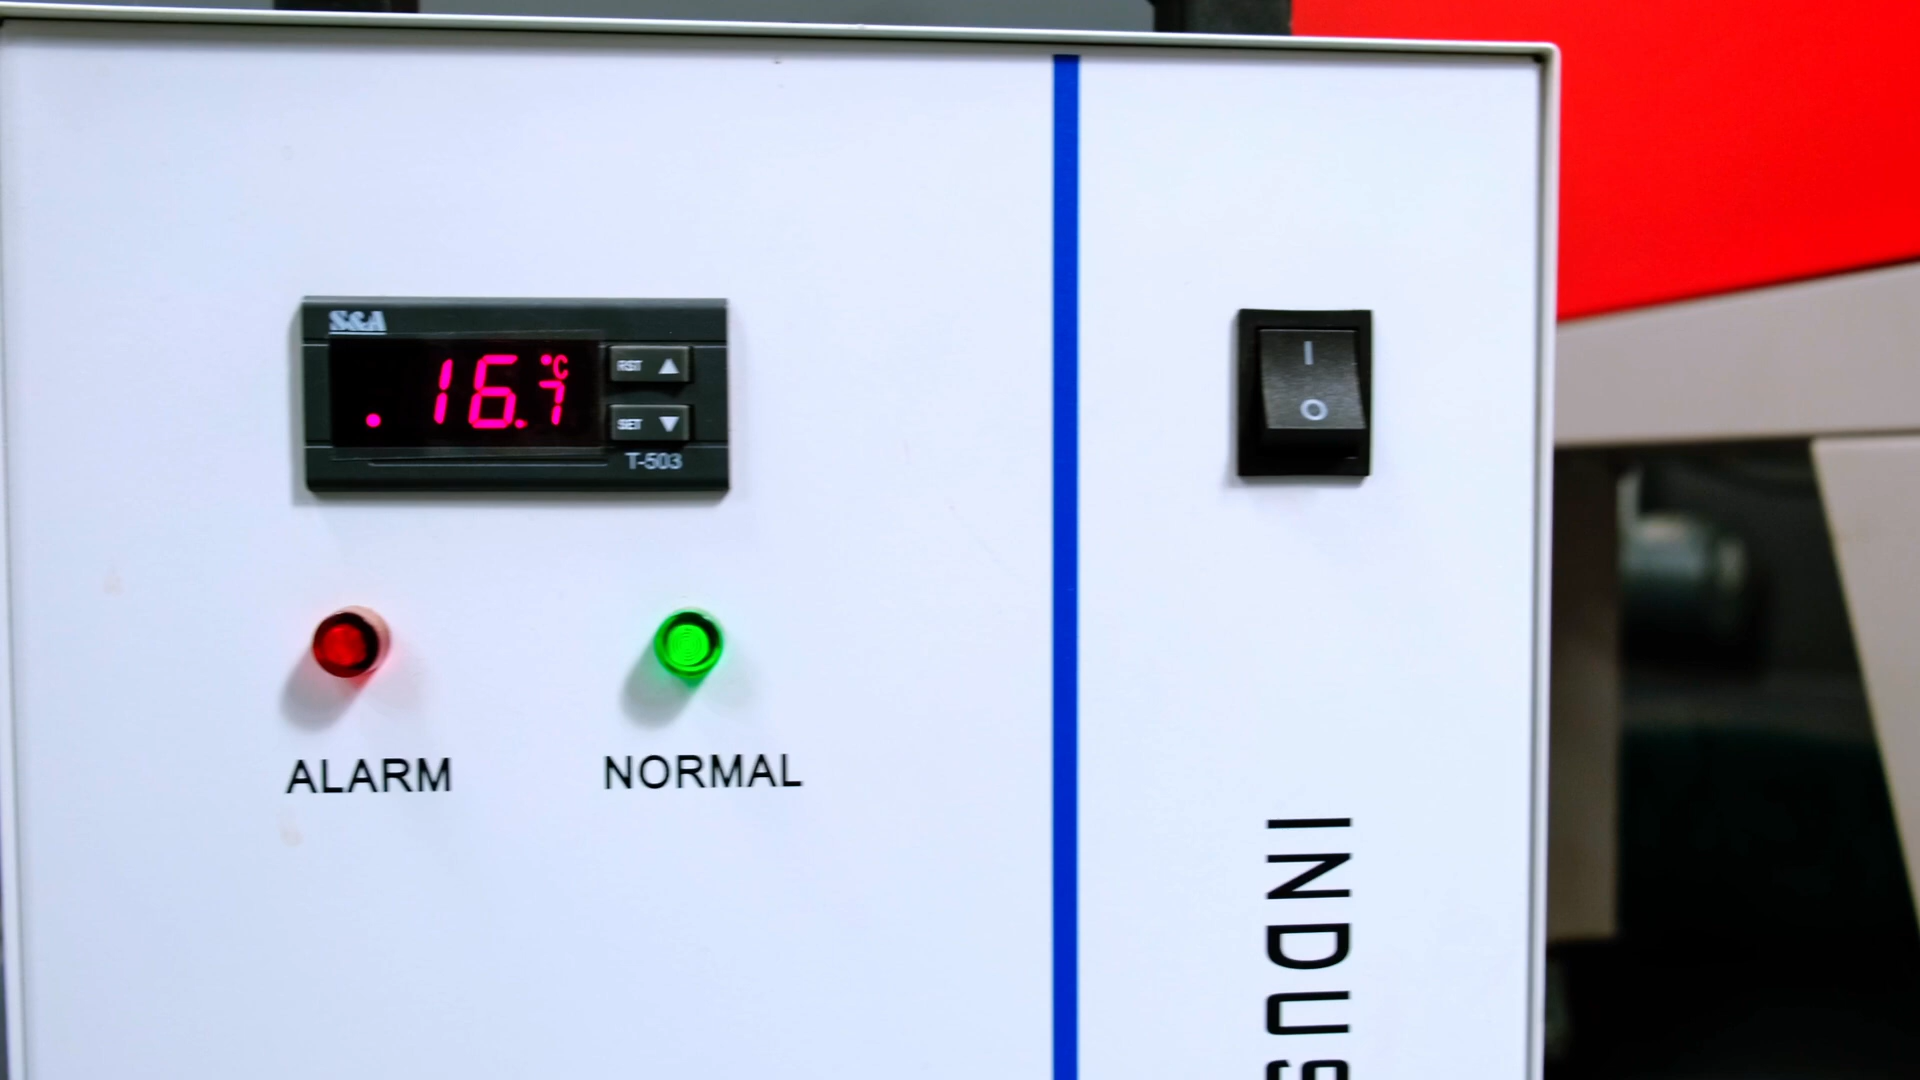 S&A
16.7 °C
RST ▲
SET ▼
T-503
I
O
ALARM
NORMAL
INDUS